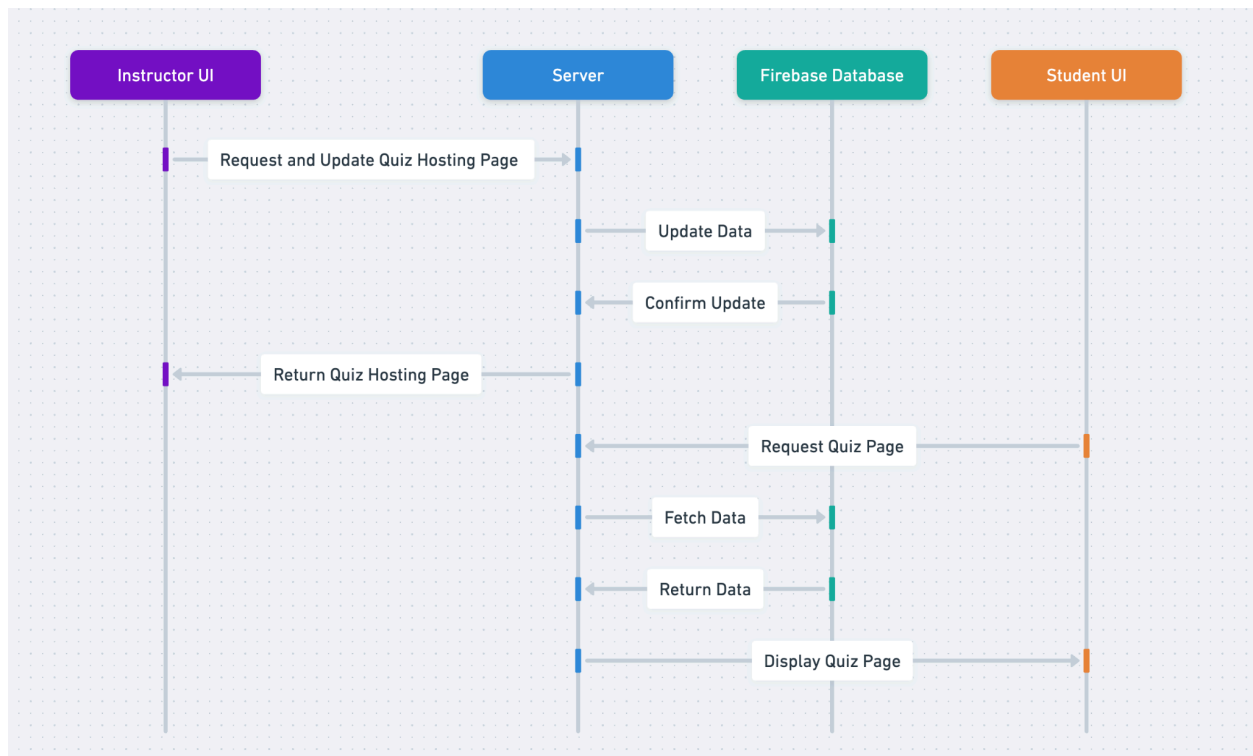 Instructor UI
Server
Firebase Database
Student UI
Request and Update Quiz Hosting Page
Update Data
Confirm Update
Return Quiz Hosting Page
Request Quiz Page
Fetch Data
Return Data
Display Quiz Page